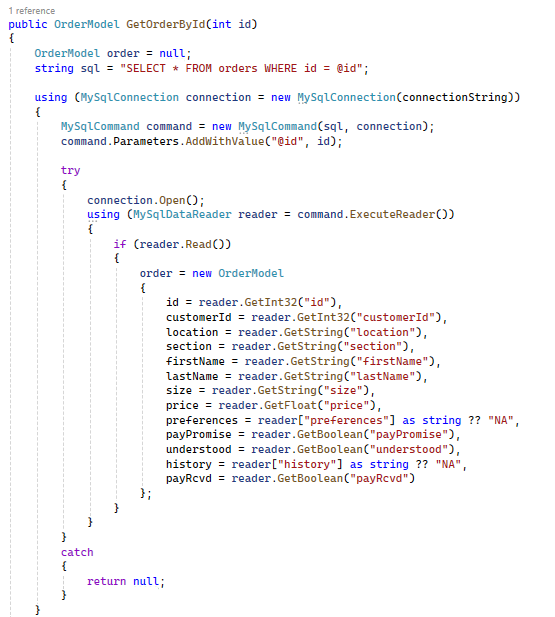 1 reference
public OrderModel GetOrderById(int id)
{
    OrderModel order = null;
    string sql = "SELECT * FROM orders WHERE id = @id";

    using (MySqlConnection connection = new MySqlConnection(connectionString))
    {
        MySqlCommand command = new MySqlCommand(sql, connection);
        command.Parameters.AddWithValue("@id", id);

        try
        {
            connection.Open();
            using (MySqlDataReader reader = command.ExecuteReader())
            {
                if (reader.Read())
                {
                    order = new OrderModel
                    {
                        id = reader.GetInt32("id"),
                        customerId = reader.GetInt32("customerId"),
                        location = reader.GetString("location"),
                        section = reader.GetString("section"),
                        firstName = reader.GetString("firstName"),
                        lastName = reader.GetString("lastName"),
                        size = reader.GetString("size"),
                        price = reader.GetFloat("price"),
                        preferences = reader["preferences"] as string ?? "NA",
                        payPromise = reader.GetBoolean("payPromise"),
                        understood = reader.GetBoolean("understood"),
                        history = reader["history"] as string ?? "NA",
                        payRcvd = reader.GetBoolean("payRcvd")
                    };
                }
            }
        }
        catch
        {
            return null;
        }
    }